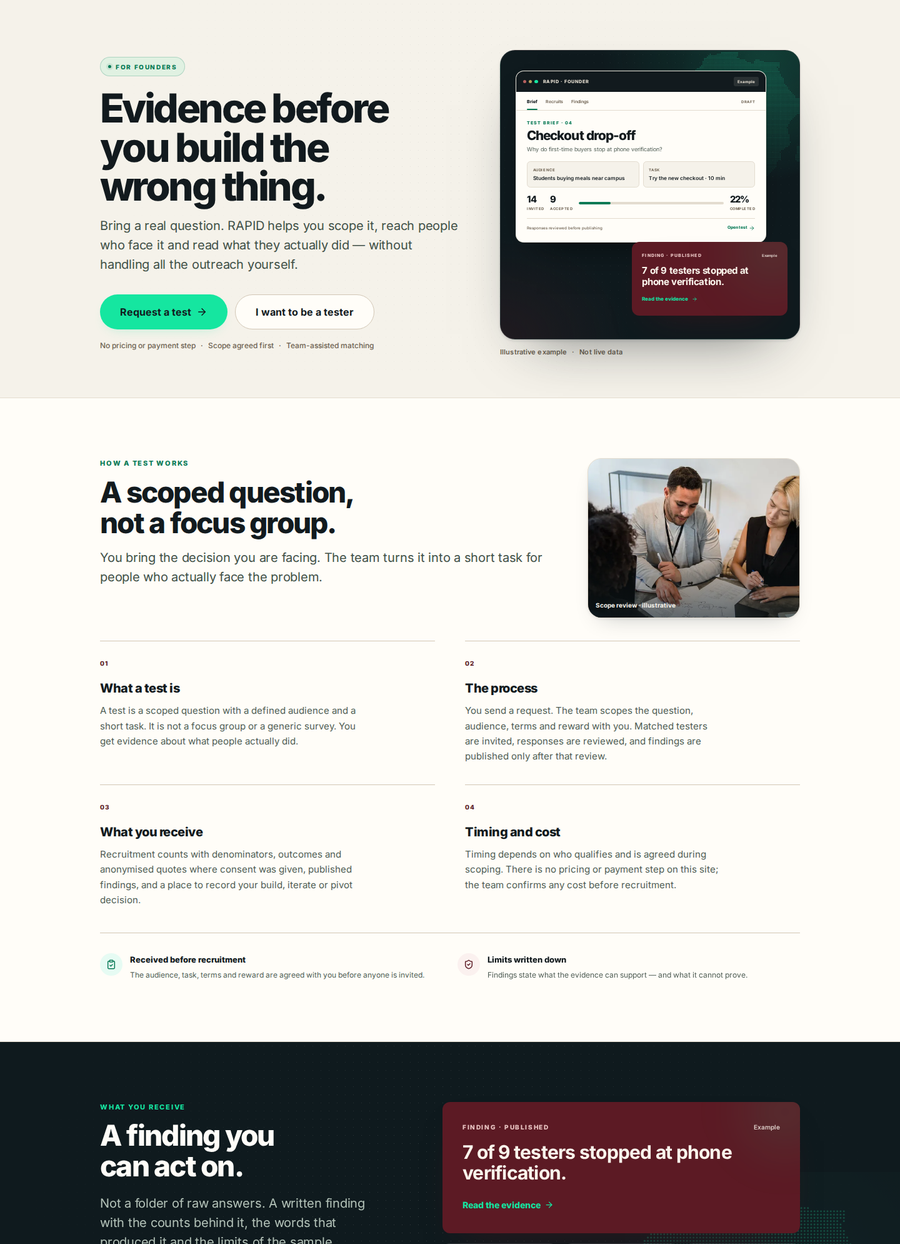 FOR FOUNDERS
Evidence before
you build the
wrong thing.
Bring a real question. RAPID helps you scope it, reach people
who face it and read what they actually did — without
handling all the outreach yourself.
Request a test →
I want to be a tester
No pricing or payment step · Scope agreed first · Team-assisted matching
RAPID · FOUNDER
Example
Brief Recruits Findings
DRAFT
TEST BRIEF · 04
Checkout drop-off
Why do first-time buyers stop at phone verification?
AUDIENCE
Students buying meals near campus
TASK
Try the new checkout · 10 min
14
INVITED
9
ACCEPTED
22%
COMPLETED
Responses reviewed before publishing
Open test →
FINDING · PUBLISHED
Example
7 of 9 testers stopped at
phone verification.
Read the evidence →
Illustrative example · Not live data
HOW A TEST WORKS
A scoped question,
not a focus group.
You bring the decision you are facing. The team turns it into a short task for
people who actually face the problem.
Scope review · Illustrative
01
What a test is
A test is a scoped question with a defined audience and a
short task. It is not a focus group or a generic survey. You
get evidence about what people actually did.
02
The process
You send a request. The team scopes the question,
audience, terms and reward with you. Matched testers
are invited, responses are reviewed, and findings are
published only after that review.
03
What you receive
Recruitment counts with denominators, outcomes and
anonymised quotes where consent was given, published
findings, and a place to record your build, iterate or pivot
decision.
04
Timing and cost
Timing depends on who qualifies and is agreed during
scoping. There is no pricing or payment step on this site;
the team confirms any cost before recruitment.
Received before recruitment
The audience, task, terms and reward are agreed with you before anyone is invited.
Limits written down
Findings state what the evidence can support — and what it cannot prove.
WHAT YOU RECEIVE
A finding you
can act on.
Not a folder of raw answers. A written finding
with the counts behind it, the words that
produced it and the limits of the sample.
FINDING · PUBLISHED
Example
7 of 9 testers stopped at phone
verification.
Read the evidence →